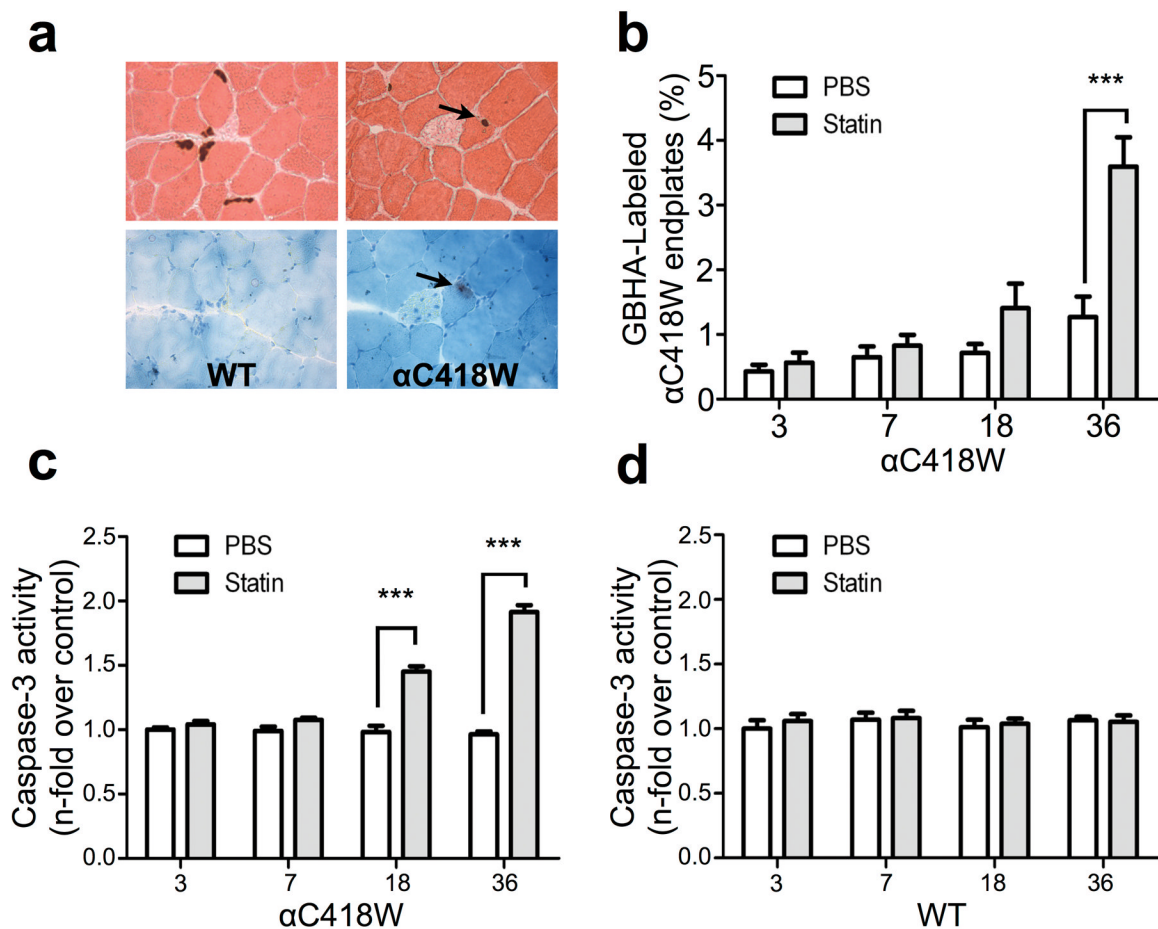 a
WT
αC418W
b
GBHA-Labeled
αC418W endplates (%)
5
4
3
2
1
0
PBS
Statin
***
3 7 18 36
αC418W
c
Caspase-3 activity
(n-fold over control)
2.5
2.0
1.5
1.0
0.5
0.0
PBS
Statin
***
***
3 7 18 36
αC418W
d
Caspase-3 activity
(n-fold over control)
2.5
2.0
1.5
1.0
0.5
0.0
PBS
Statin
3 7 18 36
WT